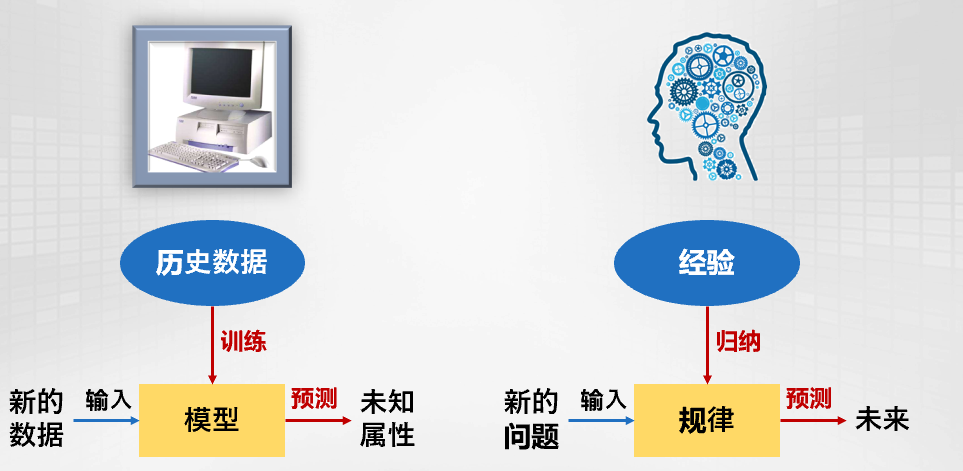 历史数据
训练
新的
数据
输入
模型
预测
未知
属性
经验
归纳
新的
问题
输入
规律
预测
未来